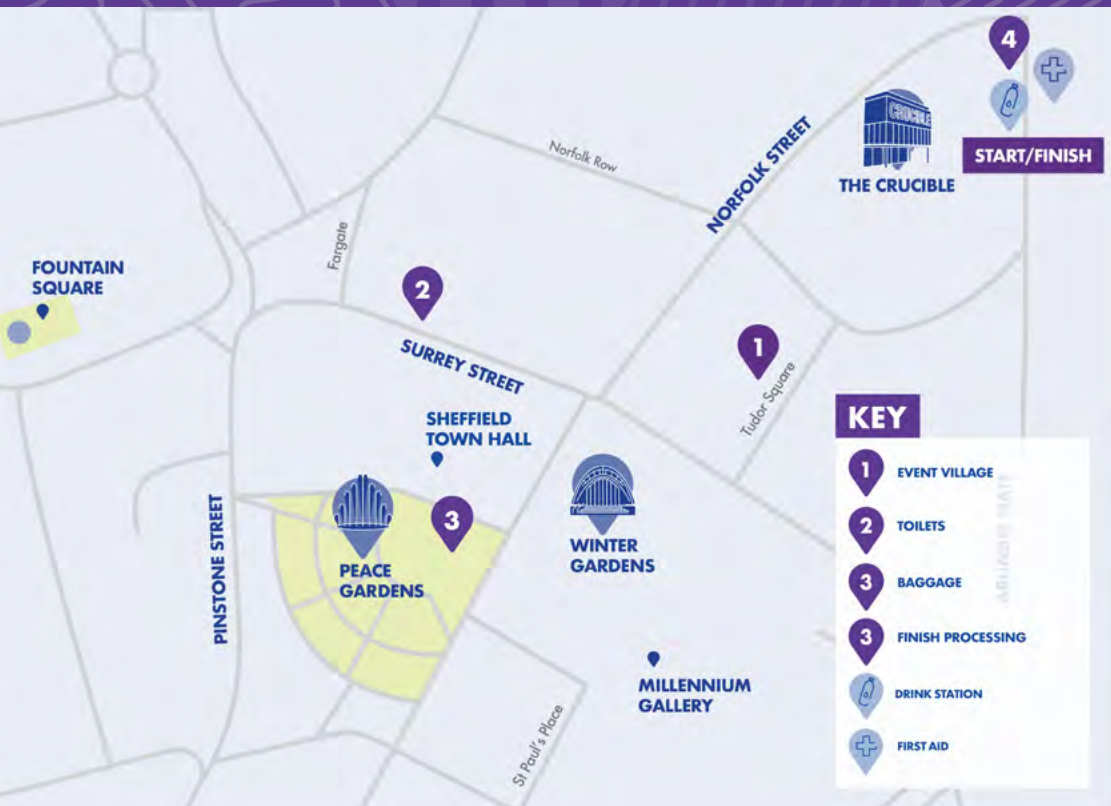 4
CRUCIBLE
START/FINISH
THE CRUCIBLE
NORFOLK STREET
Norfolk Row
Fargate
FOUNTAIN
SQUARE
2
SURREY STREET
1
Tudor Square
SHEFFIELD
TOWN HALL
3
PEACE
GARDENS
WINTER
GARDENS
PINSTONE STREET
MILLENNIUM
GALLERY
St Paul's Place
KEY
1 EVENT VILLAGE
2 TOILETS
3 BAGGAGE
3 FINISH PROCESSING
DRINK STATION
FIRST AID